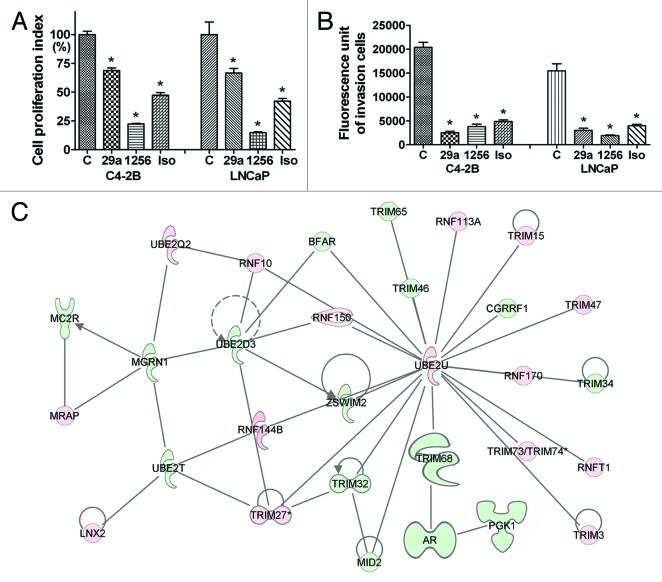 A
Cell proliferation index
(%)
100
75
50
25
0
*
*
*
*
*
*
C 29a 1256 Iso C 29a 1256 Iso
C4-2B LNCaP
B
Fluorescence unit
of invasion cells
25000
20000
15000
10000
5000
0
* * * * * *
C 29a 1256 Iso C 29a 1256 Iso
C4-2B LNCaP
C
TRIM65
RNF113A
TRIM15
UBE2Q2
BFAR
RNF10
TRIM46
CGRRF1
TRIM47
MC2R
RNF150
UBE2D3
MGRN1
UBE2U
RNF170
TRIM34
ZSWIM2
MRAP
RNF144B
TRIM73/TRIM74*
TRIM68
UBE2T
RNFT1
TRIM32
TRIM27*
PGK1
LNX2
AR
TRIM3
MID2